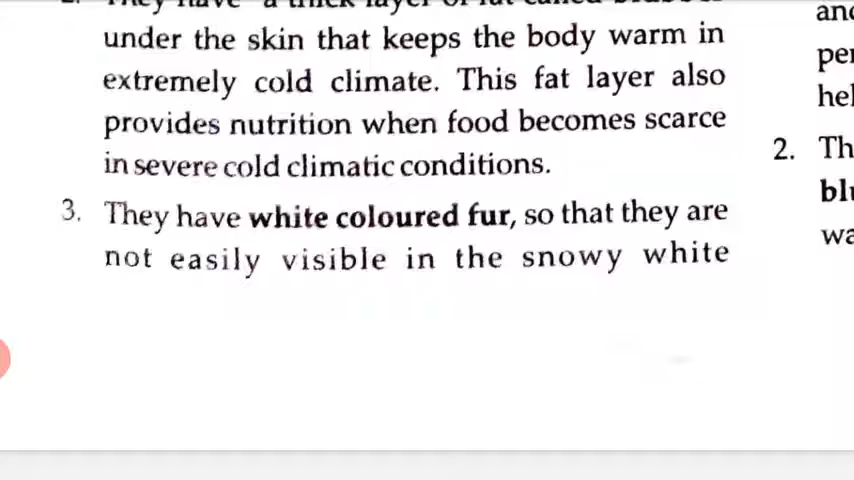 under the skin that keeps the body warm in
extremely cold climate. This fat layer also
provides nutrition when food becomes scarce
in severe cold climatic conditions.
3. They have white coloured fur, so that they are
not easily visible in the snowy white
2. Th
wa